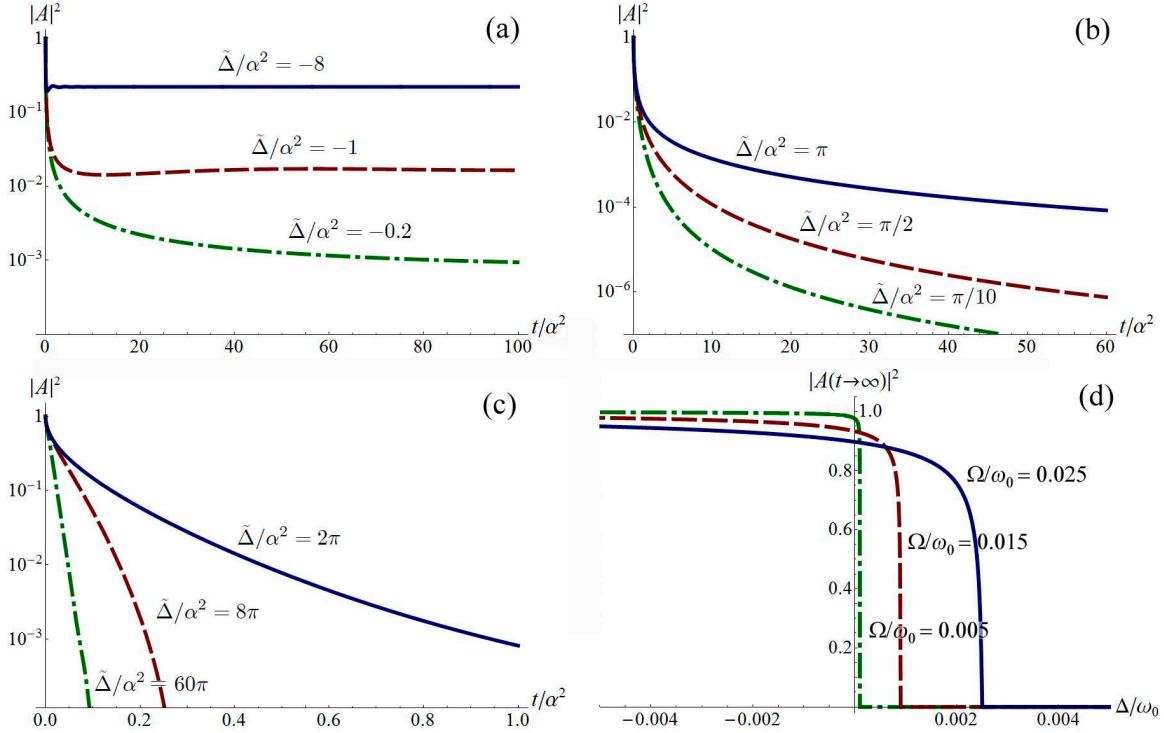 |A|²
(a)
1
Δ̃/α² = −8
10⁻¹
Δ̃/α² = −1
10⁻²
Δ̃/α² = −0.2
10⁻³
t/α²
0 20 40 60 80 100
|A|²
(b)
1
10⁻²
Δ̃/α² = π
10⁻⁴
Δ̃/α² = π/2
10⁻⁶
Δ̃/α² = π/10
t/α²
0 10 20 30 40 50 60
|A|²
(c)
1
10⁻¹
Δ̃/α² = 2π
10⁻²
Δ̃/α² = 8π
10⁻³
Δ̃/α² = 60π
t/α²
0.0 0.2 0.4 0.6 0.8 1.0
|A(t→∞)|²
(d)
1.0
0.8
Ω/ω₀ = 0.025
0.6
Ω/ω₀ = 0.015
0.4
Ω/ω₀ = 0.005
0.2
Δ/ω₀
−0.004 −0.002 0.002 0.004